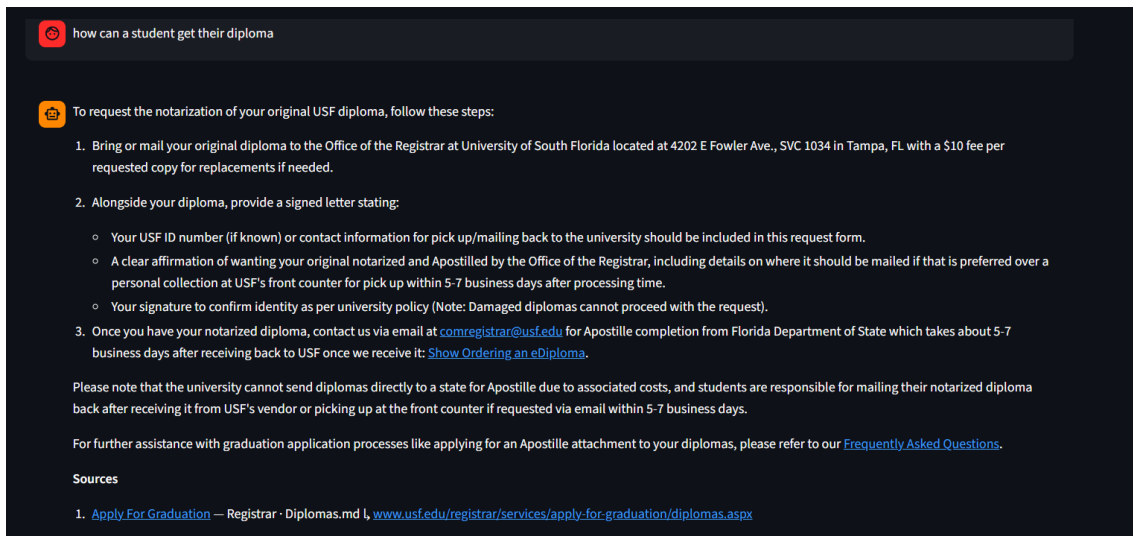 how can a student get their diploma
To request the notarization of your original USF diploma, follow these steps:
1. Bring or mail your original diploma to the Office of the Registrar at University of South Florida located at 4202 E Fowler Ave., SVC 1034 in Tampa, FL with a $10 fee per
requested copy for replacements if needed.
2. Alongside your diploma, provide a signed letter stating:
◦ Your USF ID number (if known) or contact information for pick up/mailing back to the university should be included in this request form.
◦ A clear affirmation of wanting your original notarized and Apostilled by the Office of the Registrar, including details on where it should be mailed if that is preferred over a
personal collection at USF's front counter for pick up within 5-7 business days after processing time.
◦ Your signature to confirm identity as per university policy (Note: Damaged diplomas cannot proceed with the request).
3. Once you have your notarized diploma, contact us via email at comregistrar@usf.edu for Apostille completion from Florida Department of State which takes about 5-7
business days after receiving back to USF once we receive it: Show Ordering an eDiploma.
Please note that the university cannot send diplomas directly to a state for Apostille due to associated costs, and students are responsible for mailing their notarized diploma
back after receiving it from USF's vendor or picking up at the front counter if requested via email within 5-7 business days.
For further assistance with graduation application processes like applying for an Apostille attachment to your diplomas, please refer to our Frequently Asked Questions.
Sources
1. Apply For Graduation — Registrar · Diplomas.md l, www.usf.edu/registrar/services/apply-for-graduation/diplomas.aspx